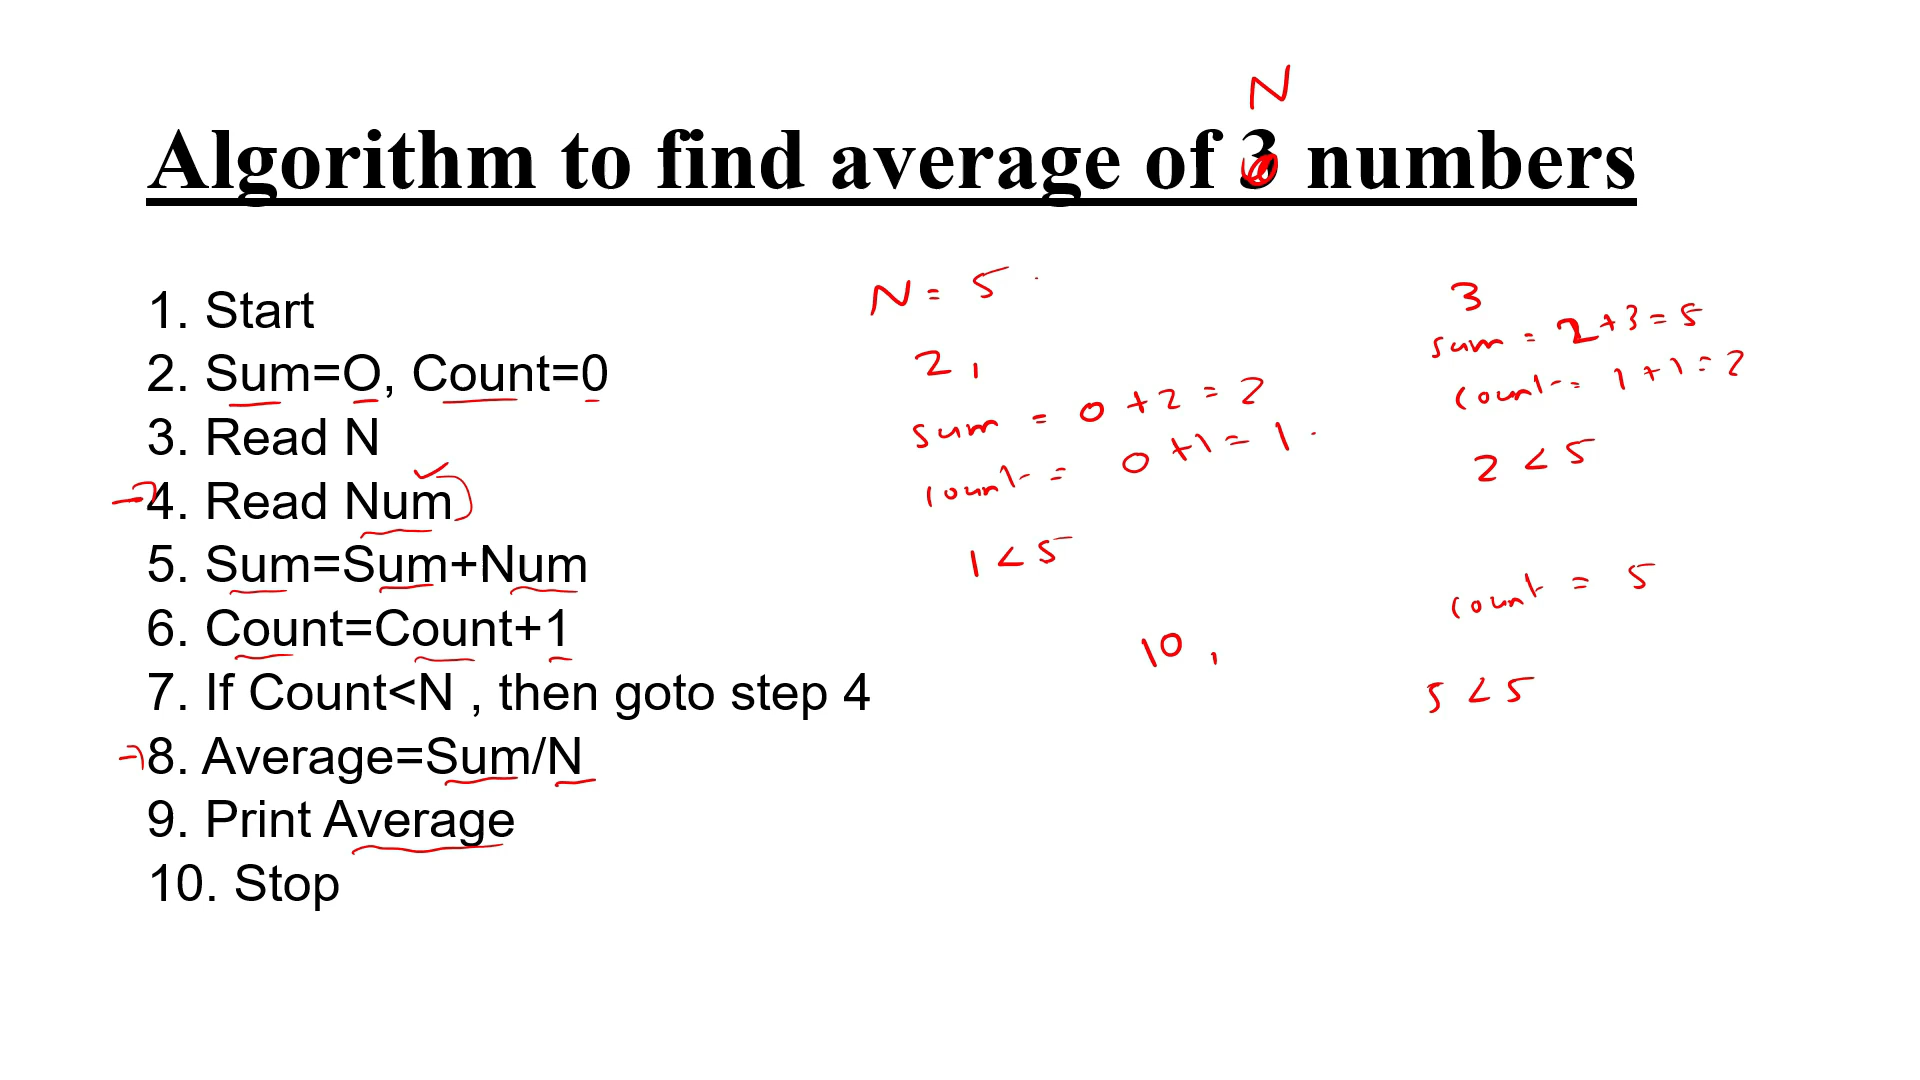 N
Algorithm to find average of 3 numbers
1. Start
2. Sum=O, Count=0
3. Read N
4. Read Num
5. Sum=Sum+Num
6. Count=Count+1
7. If Count<N , then goto step 4
8. Average=Sum/N
9. Print Average
10. Stop
N = 5
2,
sum = 0 + 2 = 2
count = 0 + 1 = 1
1 < 5
10,
3
sum = 2 + 3 = 5
count = 1 + 1 = 2
2 < 5
count = 5
5 < 5